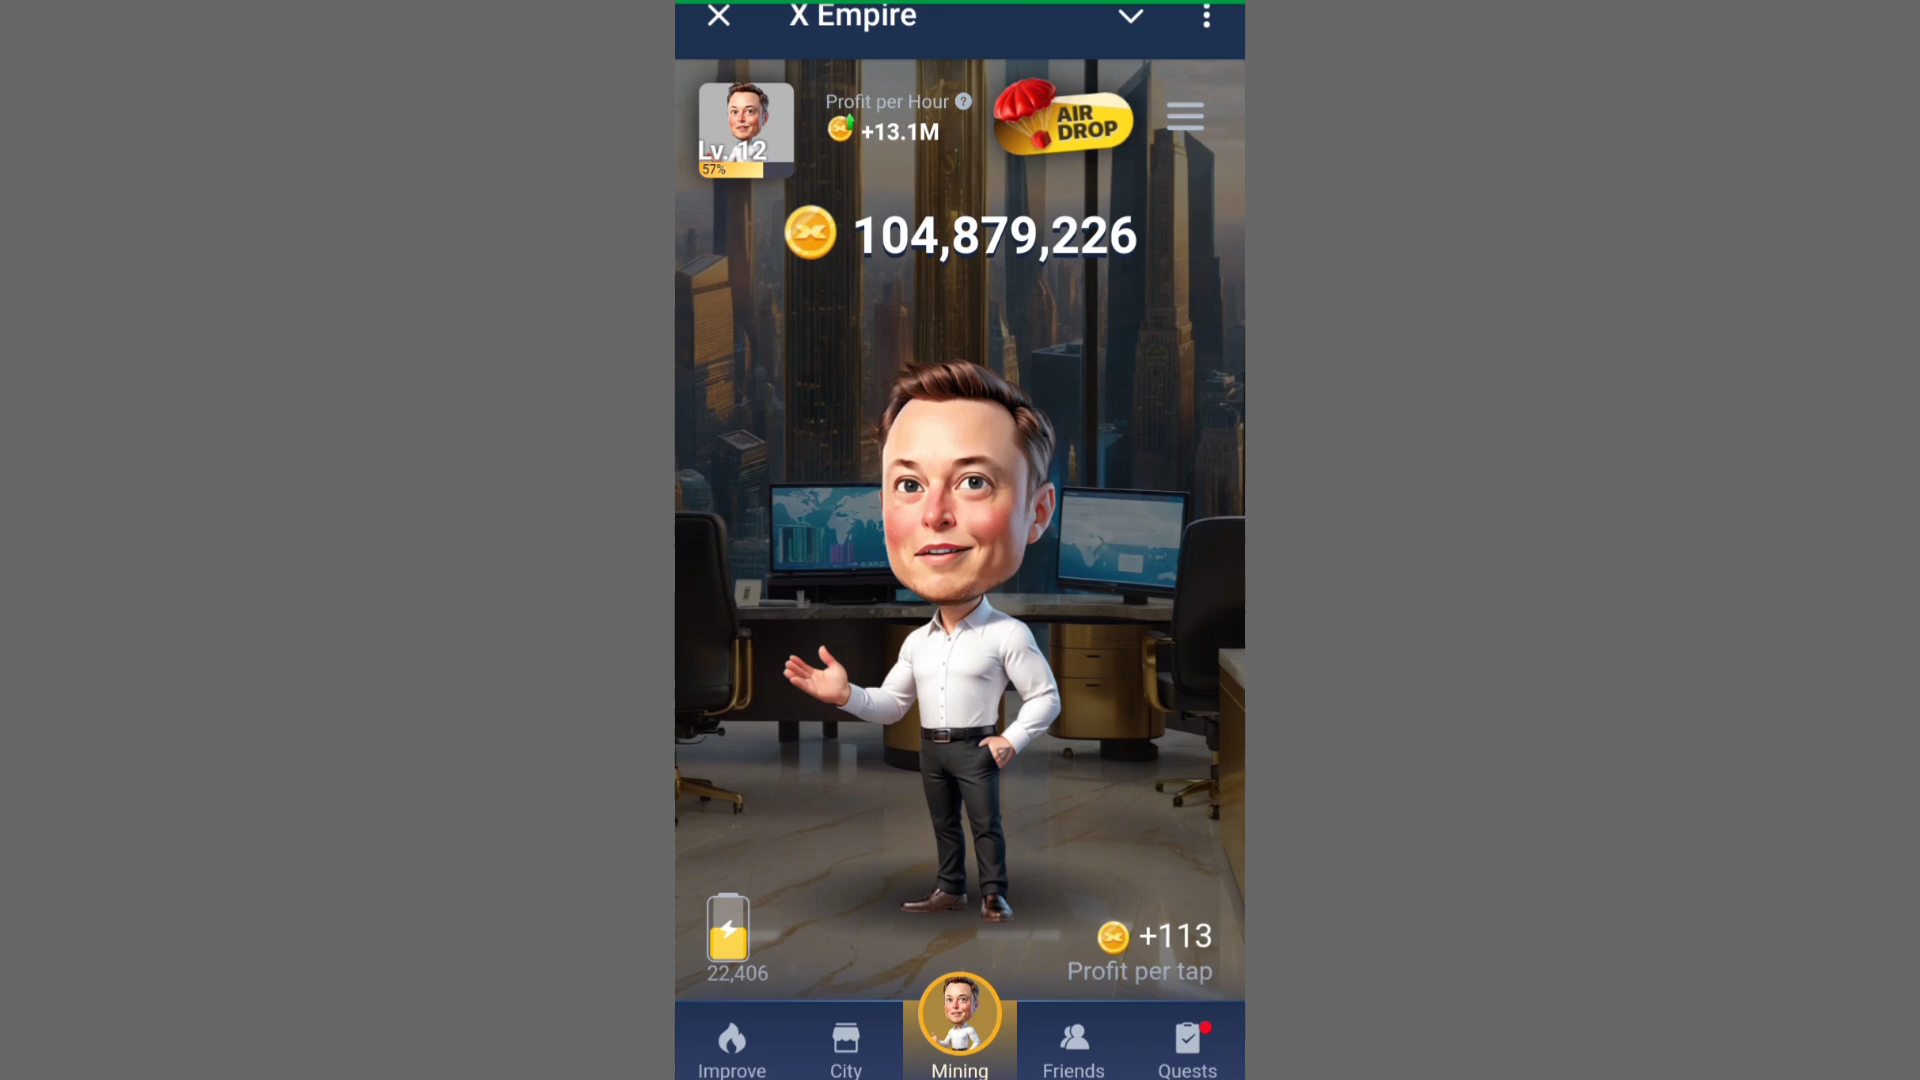 X Empire
Profit per Hour ?
+13.1M
AIR
DROP
Lv. 12
57%
104,879,226
+113
Profit per tap
22,406
Improve
City
Mining
Friends
Quests